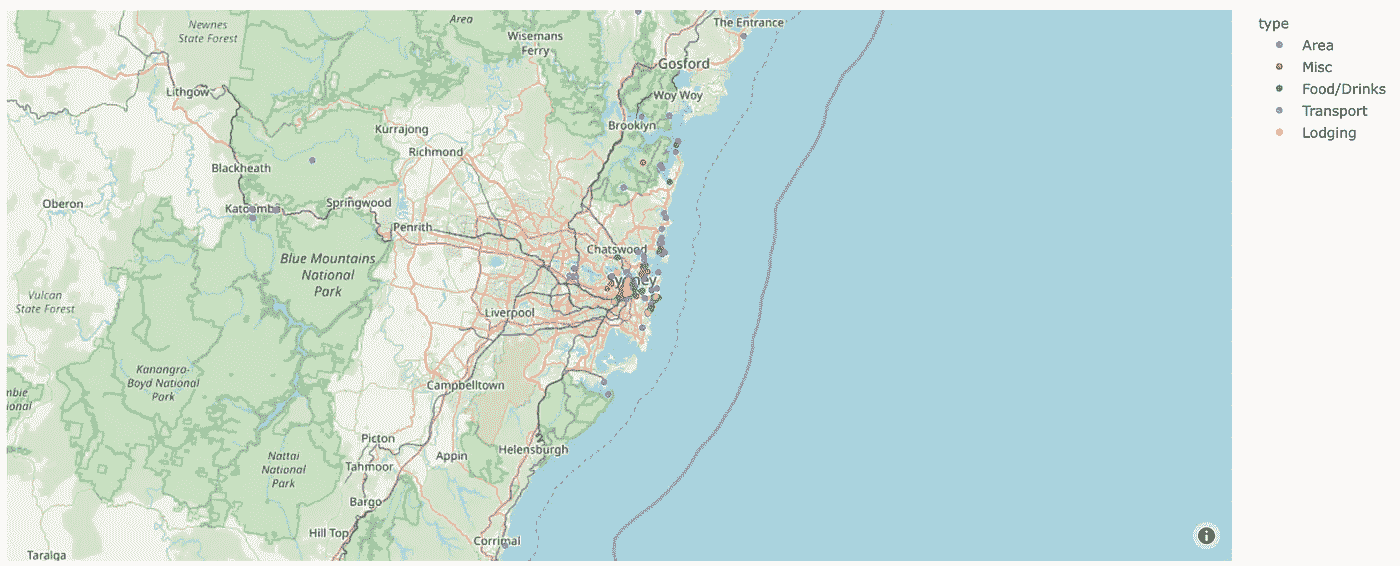 Newnes
State Forest
Area
Wisemans
Ferry
The Entrance
Gosford
Lithgow
Woy Woy
Kurrajong
Brooklyn
Richmond
Blackheath
Oberon
Katoomba
Springwood
Penrith
Chatswood
Blue Mountains
National
Park
Sydney
Vulcan
State Forest
Liverpool
Kanangra-
Boyd National
Park
Campbelltown
mbie
ional
Picton
Nattai
National
Park
Tahmoor
Appin
Helensburgh
Bargo
Hill Top
Corrimal
Taralga
type
Area
Misc
Food/Drinks
Transport
Lodging